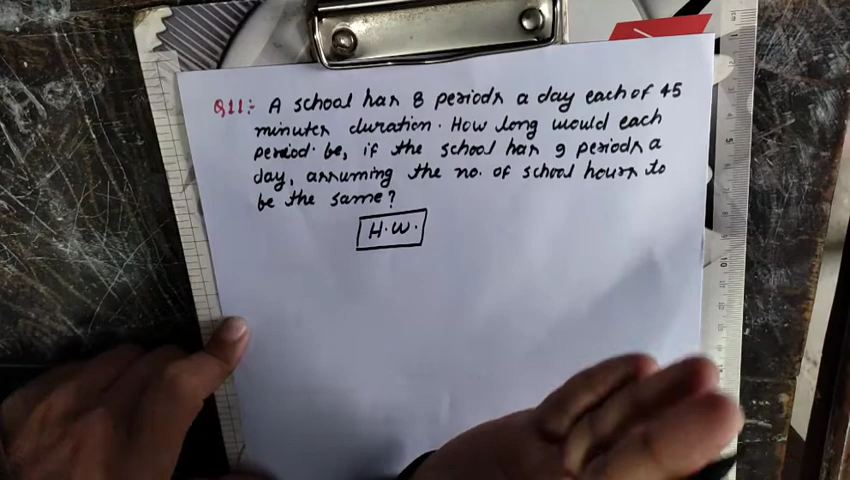 Q11:- A school has 8 periods a day each of 45
minutes duration. How long would each
period be, if the school has 9 periods a
day, assuming the no. of school hours to
be the same?
H.W.